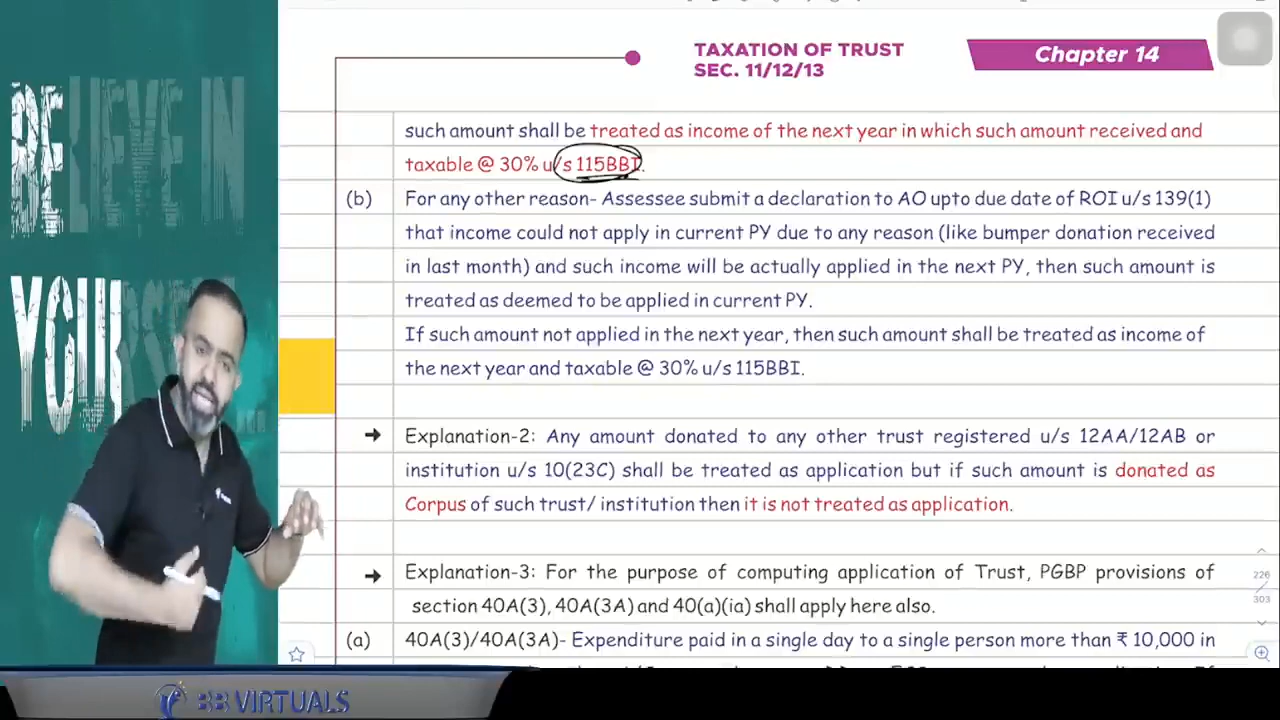 BELIEVE IN
YOURS
TAXATION OF TRUST
SEC. 11/12/13
Chapter 14
such amount shall be treated as income of the next year in which such amount received and
taxable @ 30% u/s 115BBI.
(b) For any other reason- Assessee submit a declaration to AO upto due date of ROI u/s 139(1)
that income could not apply in current PY due to any reason (like bumper donation received
in last month) and such income will be actually applied in the next PY, then such amount is
treated as deemed to be applied in current PY.
If such amount not applied in the next year, then such amount shall be treated as income of
the next year and taxable @ 30% u/s 115BBI.
→ Explanation-2: Any amount donated to any other trust registered u/s 12AA/12AB or
institution u/s 10(23C) shall be treated as application but if such amount is donated as
Corpus of such trust/ institution then it is not treated as application.
→ Explanation-3: For the purpose of computing application of Trust, PGBP provisions of
section 40A(3), 40A(3A) and 40(a)(ia) shall apply here also.
(a) 40A(3)/40A(3A)- Expenditure paid in a single day to a single person more than ₹ 10,000 in
226
303
BB VIRTUALS